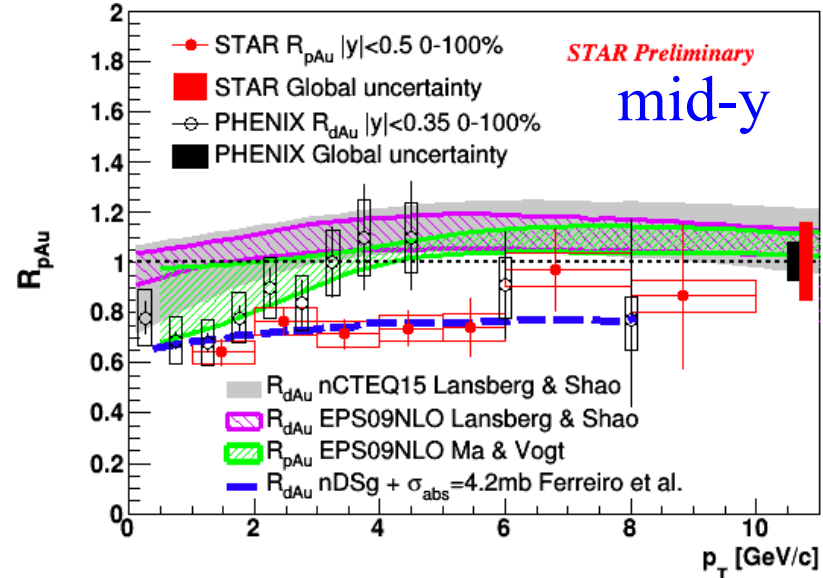 2
1.8
1.6
1.4
1.2
1
0.8
0.6
0.4
0.2
0
R_pAu
STAR R_pAu |y|<0.5 0-100%
STAR Global uncertainty
PHENIX R_dAu |y|<0.35 0-100%
PHENIX Global uncertainty
STAR Preliminary
mid-y
R_dAu nCTEQ15 Lansberg & Shao
R_dAu EPS09NLO Lansberg & Shao
R_pAu EPS09NLO Ma & Vogt
R_dAu nDSg + σ_abs=4.2mb Ferreiro et al.
0 2 4 6 8 10
p_T [GeV/c]